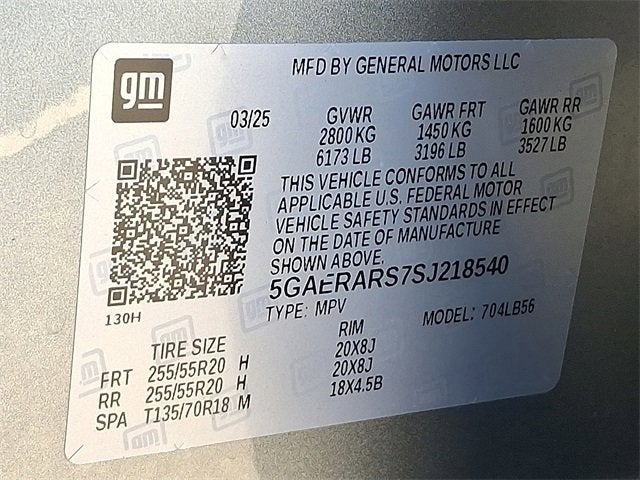 gm
MFD BY GENERAL MOTORS LLC
03/25 GVWR GAWR FRT GAWR RR
2800 KG 1450 KG 1600 KG
6173 LB 3196 LB 3527 LB
THIS VEHICLE CONFORMS TO ALL
APPLICABLE U.S. FEDERAL MOTOR
VEHICLE SAFETY STANDARDS IN EFFECT
ON THE DATE OF MANUFACTURE
SHOWN ABOVE.
5GAERARS7SJ218540
130H
TYPE: MPV MODEL: 704LB56
TIRE SIZE RIM
FRT 255/55R20 H 20X8J
RR 255/55R20 H 20X8J
SPA T135/70R18 M 18X4.5B